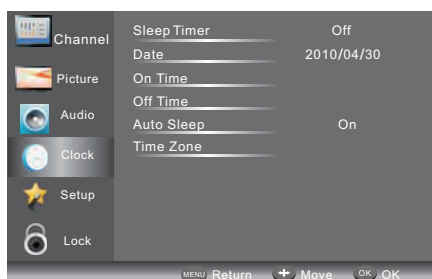 Channel
Picture
Audio
Clock
Setup
Lock
Sleep Timer Off
Date 2010/04/30
On Time
Off Time
Auto Sleep On
Time Zone
MENU Return Move OK OK